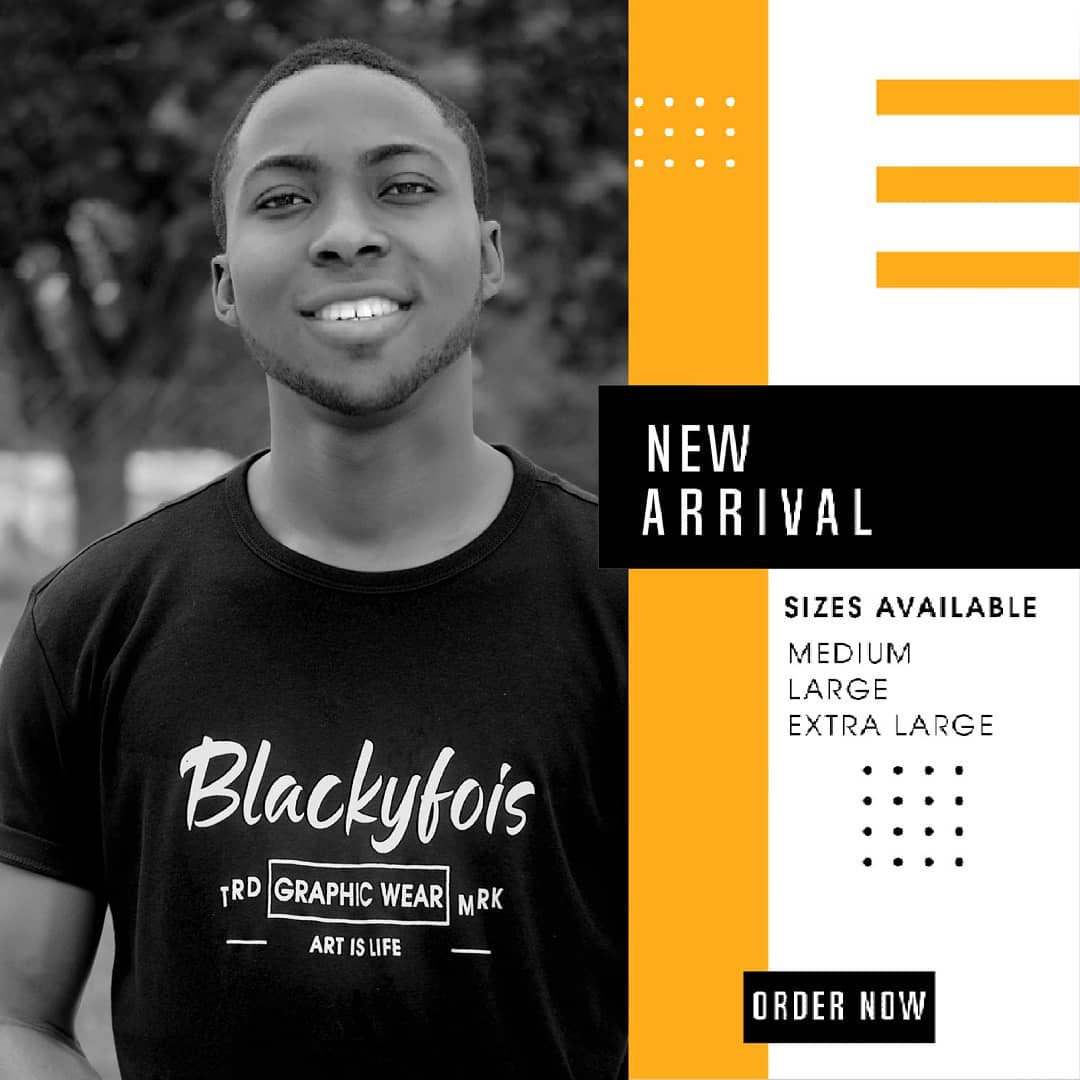 NEW
ARRIVAL
SIZES AVAILABLE
MEDIUM
LARGE
EXTRA LARGE
Blackyfois
TRD GRAPHIC WEAR MRK
ART IS LIFE
ORDER NOW